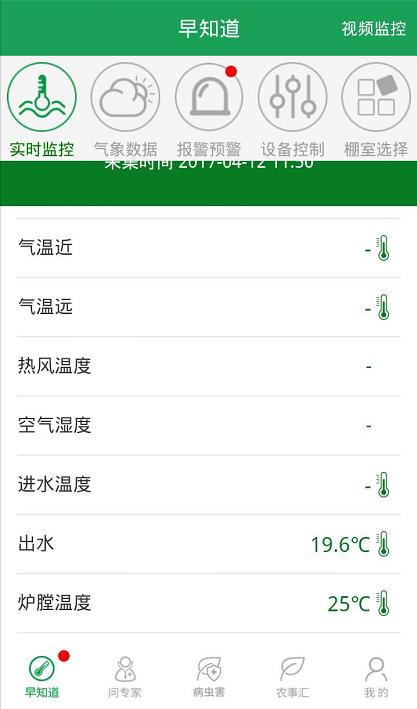 早知道
视频监控
实时监控 气象数据 报警预警 设备控制 棚室选择
采集时间 2017-04-12 11:50
气温近 -
气温远 -
热风温度 -
空气湿度 -
进水温度 -
出水 19.6℃
炉膛温度 25℃
早知道 问专家 病虫害 农事汇 我的